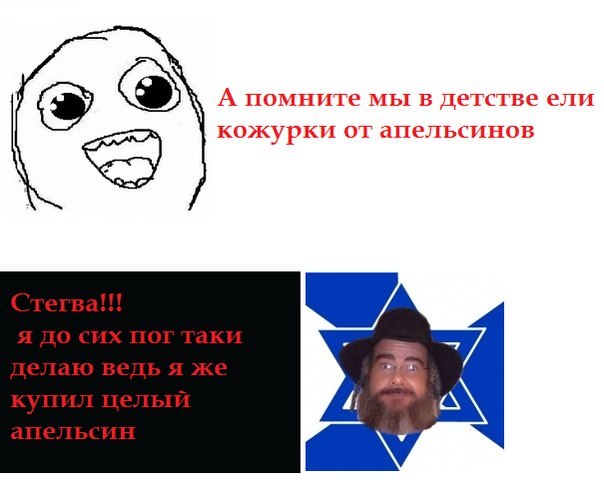 А помните мы в детстве ели
кожурки от апельсинов
Стегва!!!
я до сих пог таки
делаю ведь я же
купил целый
апельсин